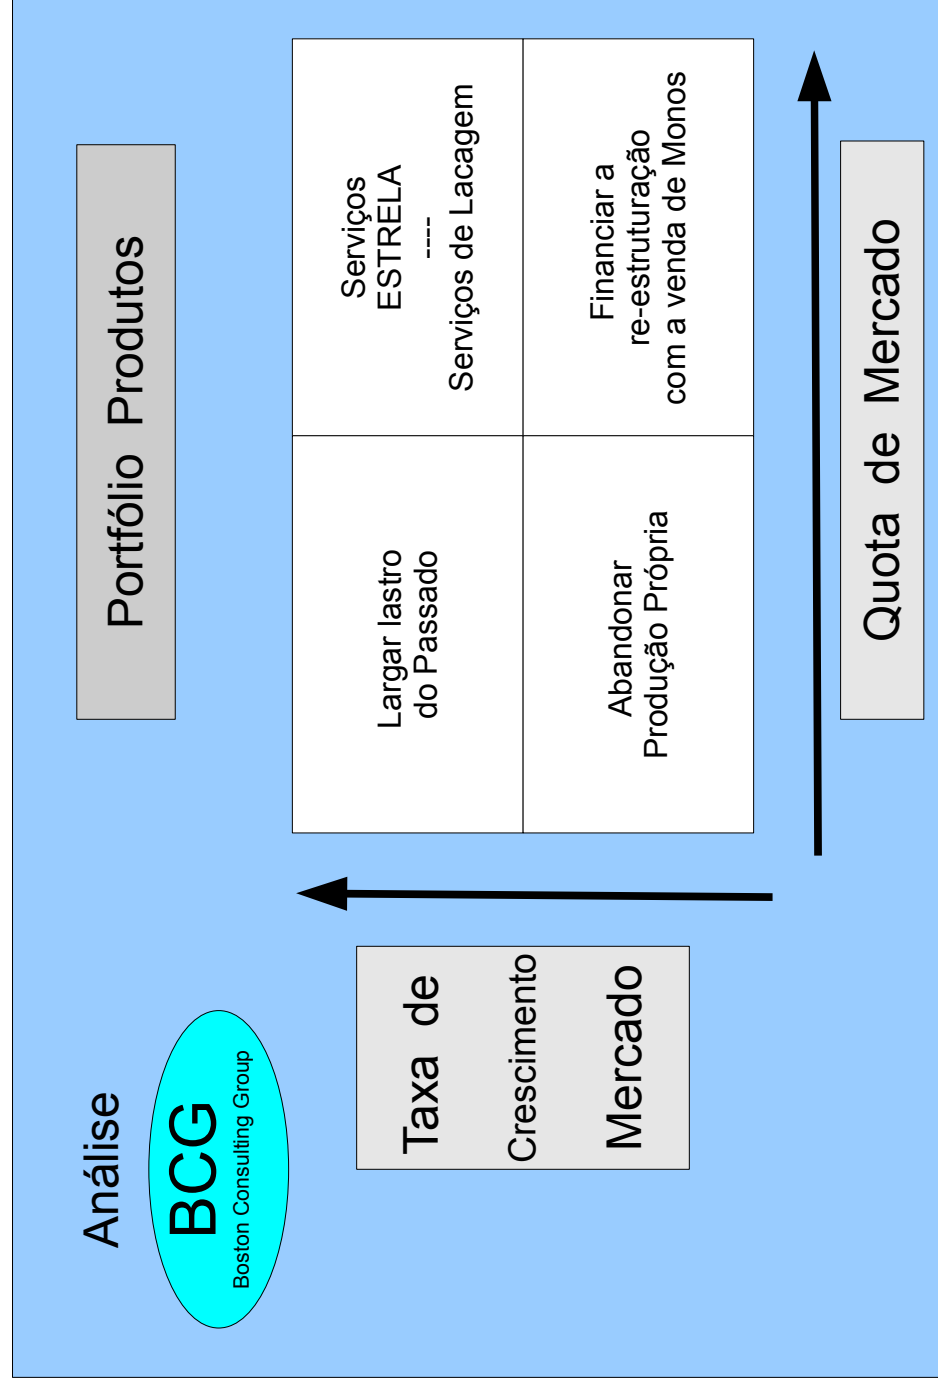 Análise
BCG
Boston Consulting Group
Portfólio Produtos
Taxa de
Crescimento
Mercado
Largar lastro
do Passado
Serviços
ESTRELA
----
Serviços de Lacagem
Abandonar
Produção Própria
Financiar a
re-estruturação
com a venda de Monos
Quota de Mercado